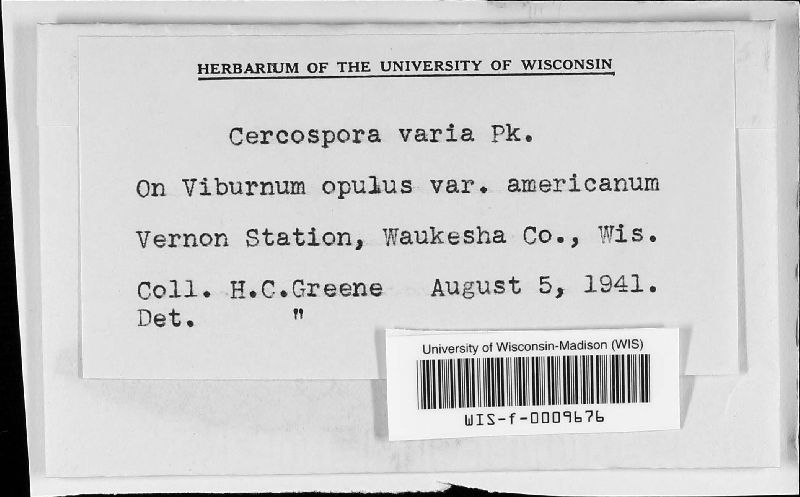 HERBARIUM OF THE UNIVERSITY OF WISCONSIN
Cercospora varia Pk.
On Viburnum opulus var. americanum
Vernon Station, Waukesha Co., Wis.
Coll. H.C.Greene August 5, 1941.
Det. "
University of Wisconsin-Madison (WIS)
WIS-f-0009676